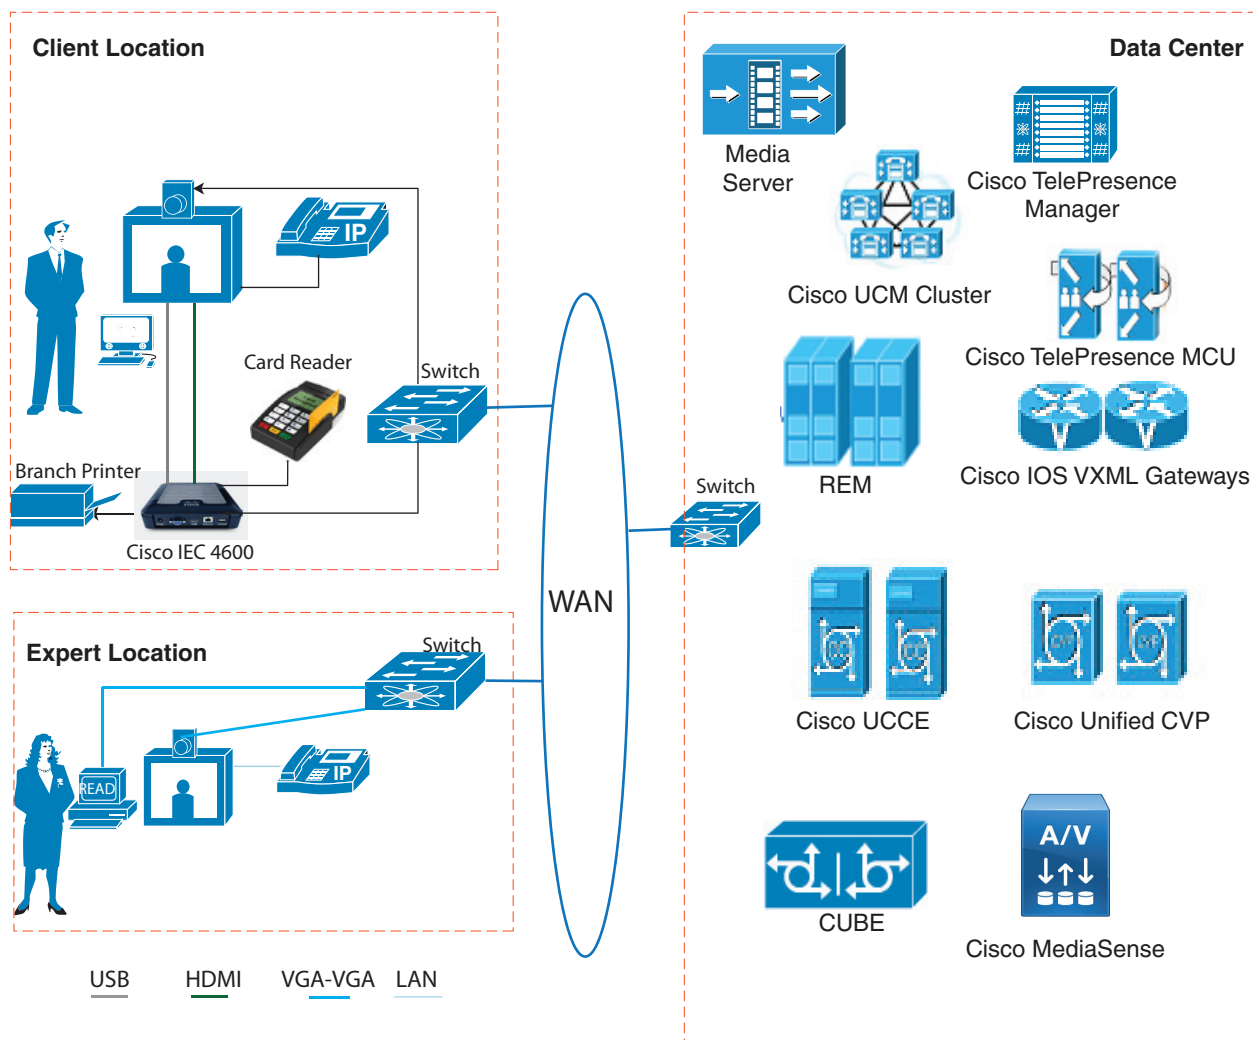 Client Location
IP
Card Reader
Switch
Branch Printer
Cisco IEC 4600
Expert Location
Switch
READ
IP
USB
HDMI
VGA-VGA
LAN
WAN
Data Center
Media
Server
Cisco TelePresence
Manager
Cisco UCM Cluster
Cisco TelePresence MCU
REM
Cisco IOS VXML Gateways
Switch
Cisco UCCE
CVP
Cisco Unified CVP
CUBE
A/V
Cisco MediaSense